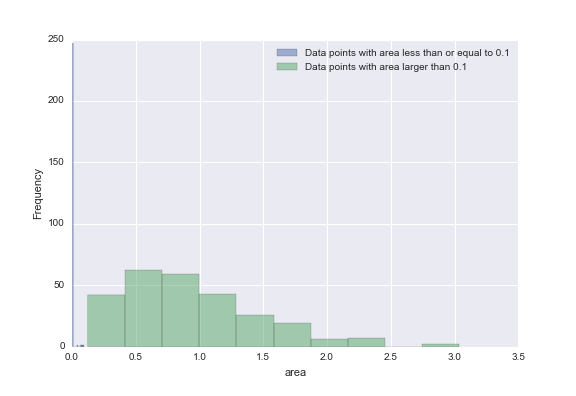 250
200
150
100
50
0
Frequency
Data points with area less than or equal to 0.1
Data points with area larger than 0.1
0.0 0.5 1.0 1.5 2.0 2.5 3.0 3.5
area